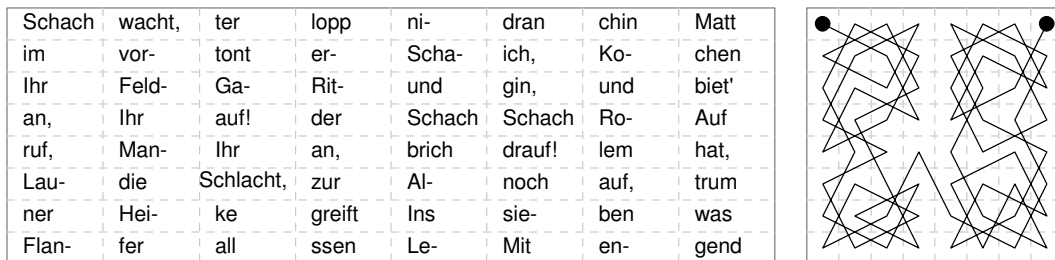 Schach wacht, ter lopp ni- dran chin Matt
im vor- tont er- Scha- ich, Ko- chen
Ihr Feld- Ga- Rit- und gin, und biet'
an, Ihr auf! der Schach Schach Ro- Auf
ruf, Man- Ihr an, brich drauf! lem hat,
Lau- die Schlacht, zur Al- noch auf, trum
ner Hei- ke greift Ins sie- ben was
Flan- fer all ssen Le- Mit en- gend